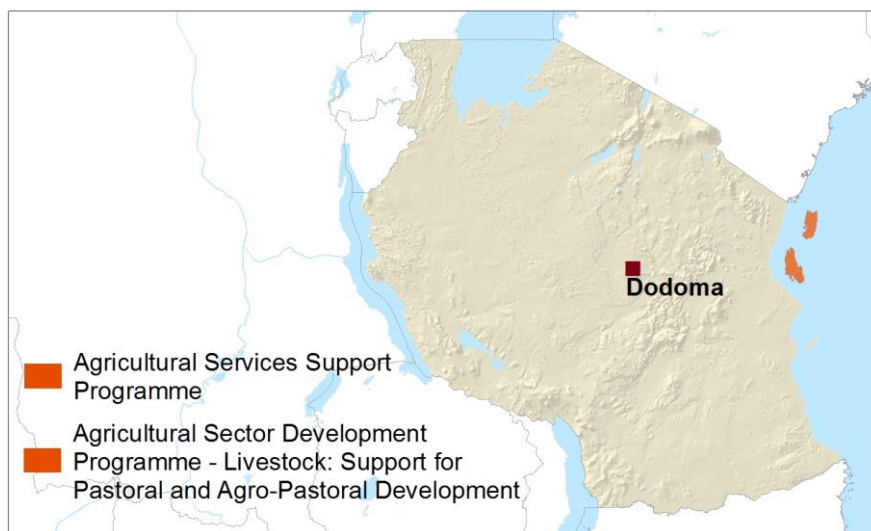 Dodoma
Agricultural Services Support
Programme
Agricultural Sector Development
Programme - Livestock: Support for
Pastoral and Agro-Pastoral Development